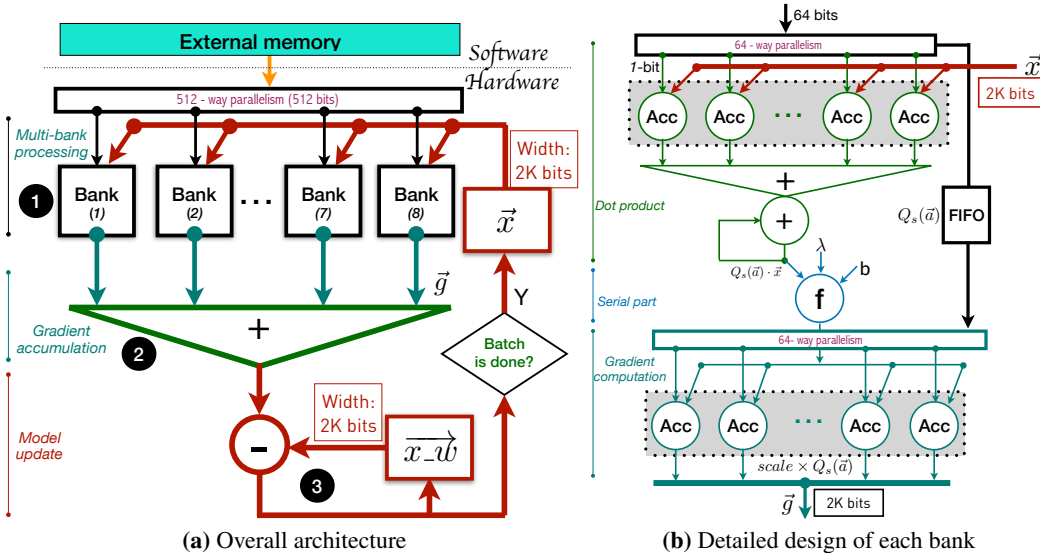 External memory
Software
Hardware
512 - way parallelism (512 bits)
Multi-bank
processing
Width:
2K bits
1
Bank
(1)
Bank
(2)
...
Bank
(7)
Bank
(8)
x⃗
g⃗
Y
Gradient
accumulation
2
+
Batch
is done?
Width:
2K bits
Model
update
-
x_w⃗
3
(a) Overall architecture
64 bits
64 - way parallelism
1-bit
x⃗
2K bits
Acc
Acc
...
Acc
Acc
+
Dot product
+
Qs(a⃗)
FIFO
Qs(a⃗) · x⃗
λ
b
Serial part
f
64- way parallelism
Gradient
computation
Acc
Acc
...
Acc
Acc
scale × Qs(a⃗)
g⃗
2K bits
(b) Detailed design of each bank